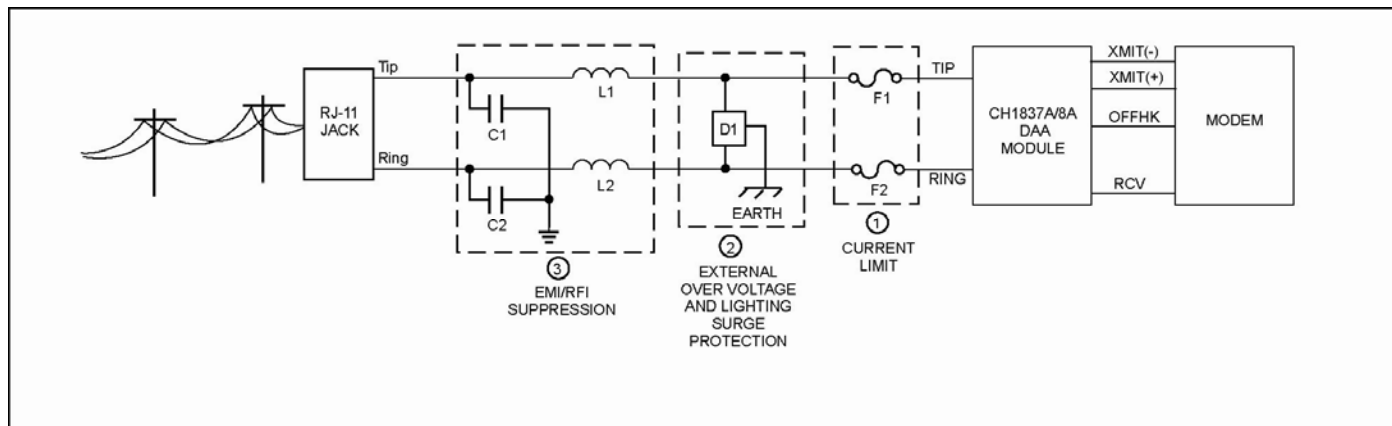 RJ-11
JACK
Tip
Ring
C1
C2
L1
L2
③
EMI/RFI
SUPPRESSION
D1
EARTH
②
EXTERNAL
OVER VOLTAGE
AND LIGHTING
SURGE
PROTECTION
F1
F2
①
CURRENT
LIMIT
TIP
RING
CH1837A/8A
DAA
MODULE
XMIT(-)
XMIT(+)
OFFHK
RCV
MODEM